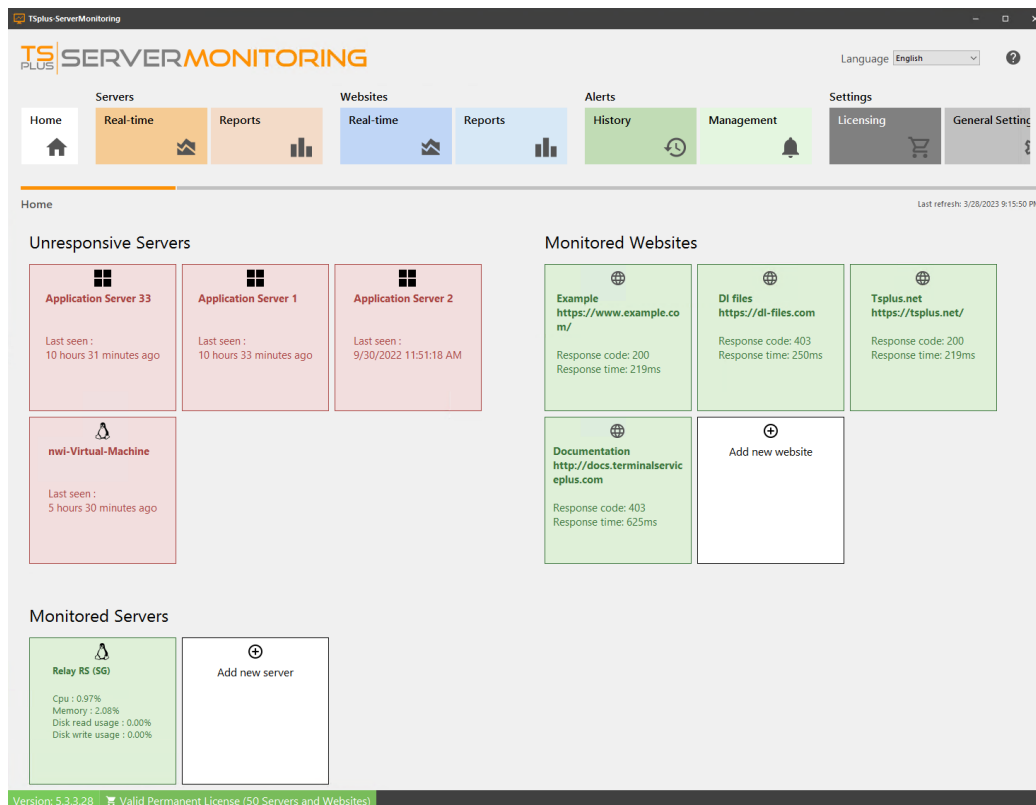 TSplus-ServerMonitoring
TS PLUS SERVERMONITORING
Language English
Servers
Websites
Alerts
Settings
Home
Real-time
Reports
Real-time
Reports
History
Management
Licensing
General Setting
Home
Last refresh: 3/28/2023 9:15:50 PM
Unresponsive Servers
Application Server 33
Last seen :
10 hours 31 minutes ago
Application Server 1
Last seen :
10 hours 33 minutes ago
Application Server 2
Last seen :
9/30/2022 11:51:18 AM
nwi-Virtual-Machine
Last seen :
5 hours 30 minutes ago
Monitored Websites
Example
https://www.example.co
m/
Response code: 200
Response time: 219ms
Dl files
https://dl-files.com
Response code: 403
Response time: 250ms
Tsplus.net
https://tsplus.net/
Response code: 200
Response time: 219ms
Documentation
http://docs.terminalservic
eplus.com
Response code: 403
Response time: 625ms
Add new website
Monitored Servers
Relay RS (SG)
Cpu : 0.97%
Memory : 2.08%
Disk read usage : 0.00%
Disk write usage : 0.00%
Add new server
Version: 5.3.3.28
Valid Permanent License (50 Servers and Websites)